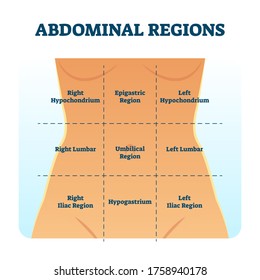 ABDOMINAL REGIONS
Right Epigastric Left
Hypochondrium Region Hypochondrium
Right Lumbar Umbilical Region Left Lumbar
Right Hypogastrium Left
Iliac Region Iliac Region
shutterstock.com · 1758940178